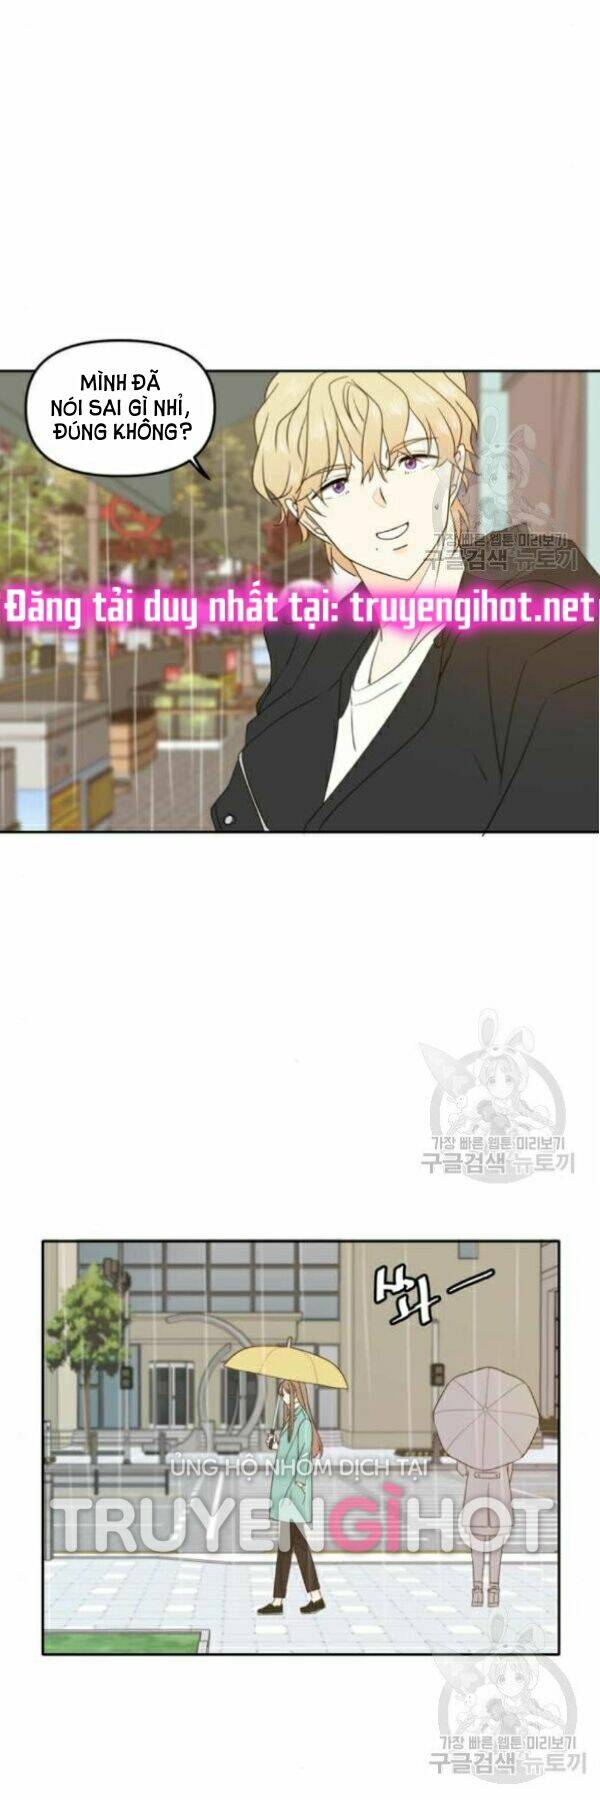 MÌNH ĐÃ
NÓI SAI GÌ NHỈ,
ĐÚNG KHÔNG?
가장 빠른 웹툰 미리보기
구글검색 뉴토끼
Đăng tải duy nhất tại: truyengihot.net
가장 빠른 웹툰 미리보기
구글검색 뉴토끼
쏴—
ỦNG HỘ NHÓM DỊCH TẠI
TRUYENGIHOT
가장 빠른 웹툰 미리보기
구글검색 뉴토끼